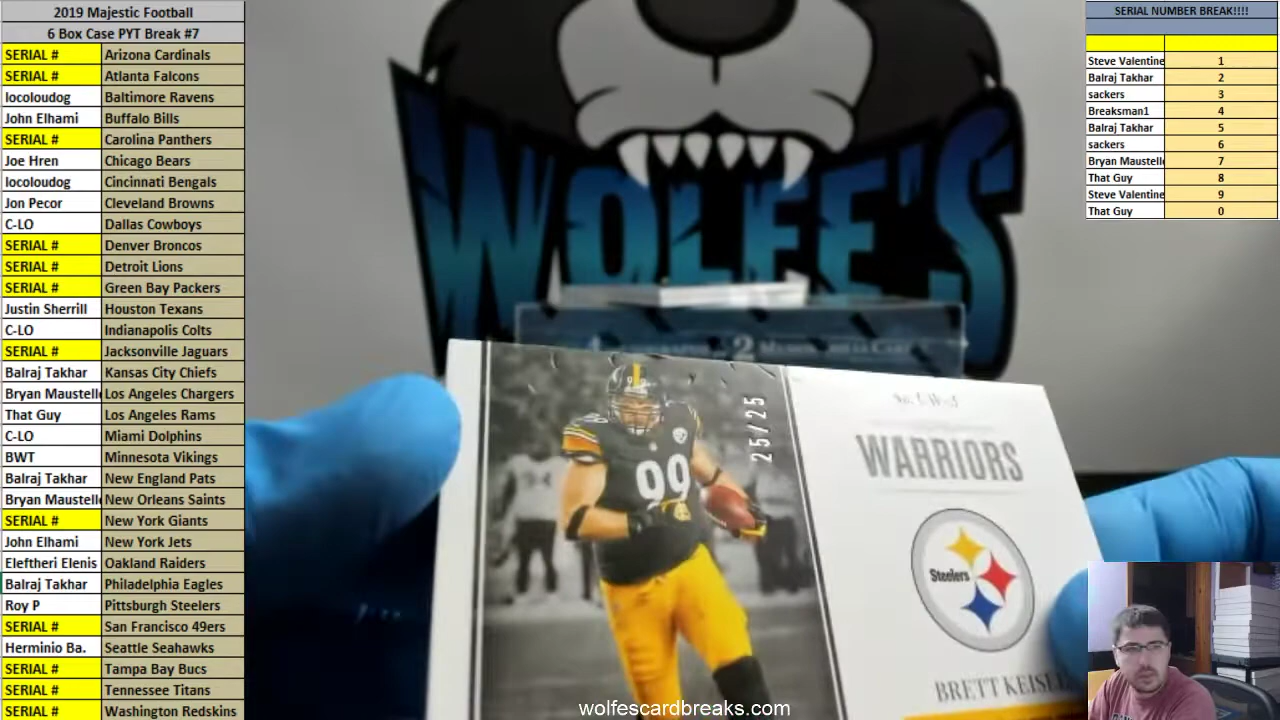 2019 Majestic Football
6 Box Case PYT Break #7
SERIAL # Arizona Cardinals
SERIAL # Atlanta Falcons
locoloudog Baltimore Ravens
John Elhami Buffalo Bills
SERIAL # Carolina Panthers
Joe Hren Chicago Bears
locoloudog Cincinnati Bengals
Jon Pecor Cleveland Browns
C-LO Dallas Cowboys
SERIAL # Denver Broncos
SERIAL # Detroit Lions
SERIAL # Green Bay Packers
Justin Sherrill Houston Texans
C-LO Indianapolis Colts
SERIAL # Jacksonville Jaguars
Balraj Takhar Kansas City Chiefs
Bryan Maustell Los Angeles Chargers
That Guy Los Angeles Rams
C-LO Miami Dolphins
BWT Minnesota Vikings
Balraj Takhar New England Pats
Bryan Maustell New Orleans Saints
SERIAL # New York Giants
John Elhami New York Jets
Eleftheri Elenis Oakland Raiders
Balraj Takhar Philadelphia Eagles
Roy P Pittsburgh Steelers
SERIAL # San Francisco 49ers
Herminio Ba. Seattle Seahawks
SERIAL # Tampa Bay Bucs
SERIAL # Tennessee Titans
SERIAL # Washington Redskins
WOLFE'S
25/25
99
WARRIORS
Steelers
BRETT KEISEL
wolfescardbreaks.com
SERIAL NUMBER BREAK!!!!
Steve Valentine 1
Balraj Takhar 2
sackers 3
Breaksman1 4
Balraj Takhar 5
sackers 6
Bryan Maustell 7
That Guy 8
Steve Valentine 9
That Guy 0